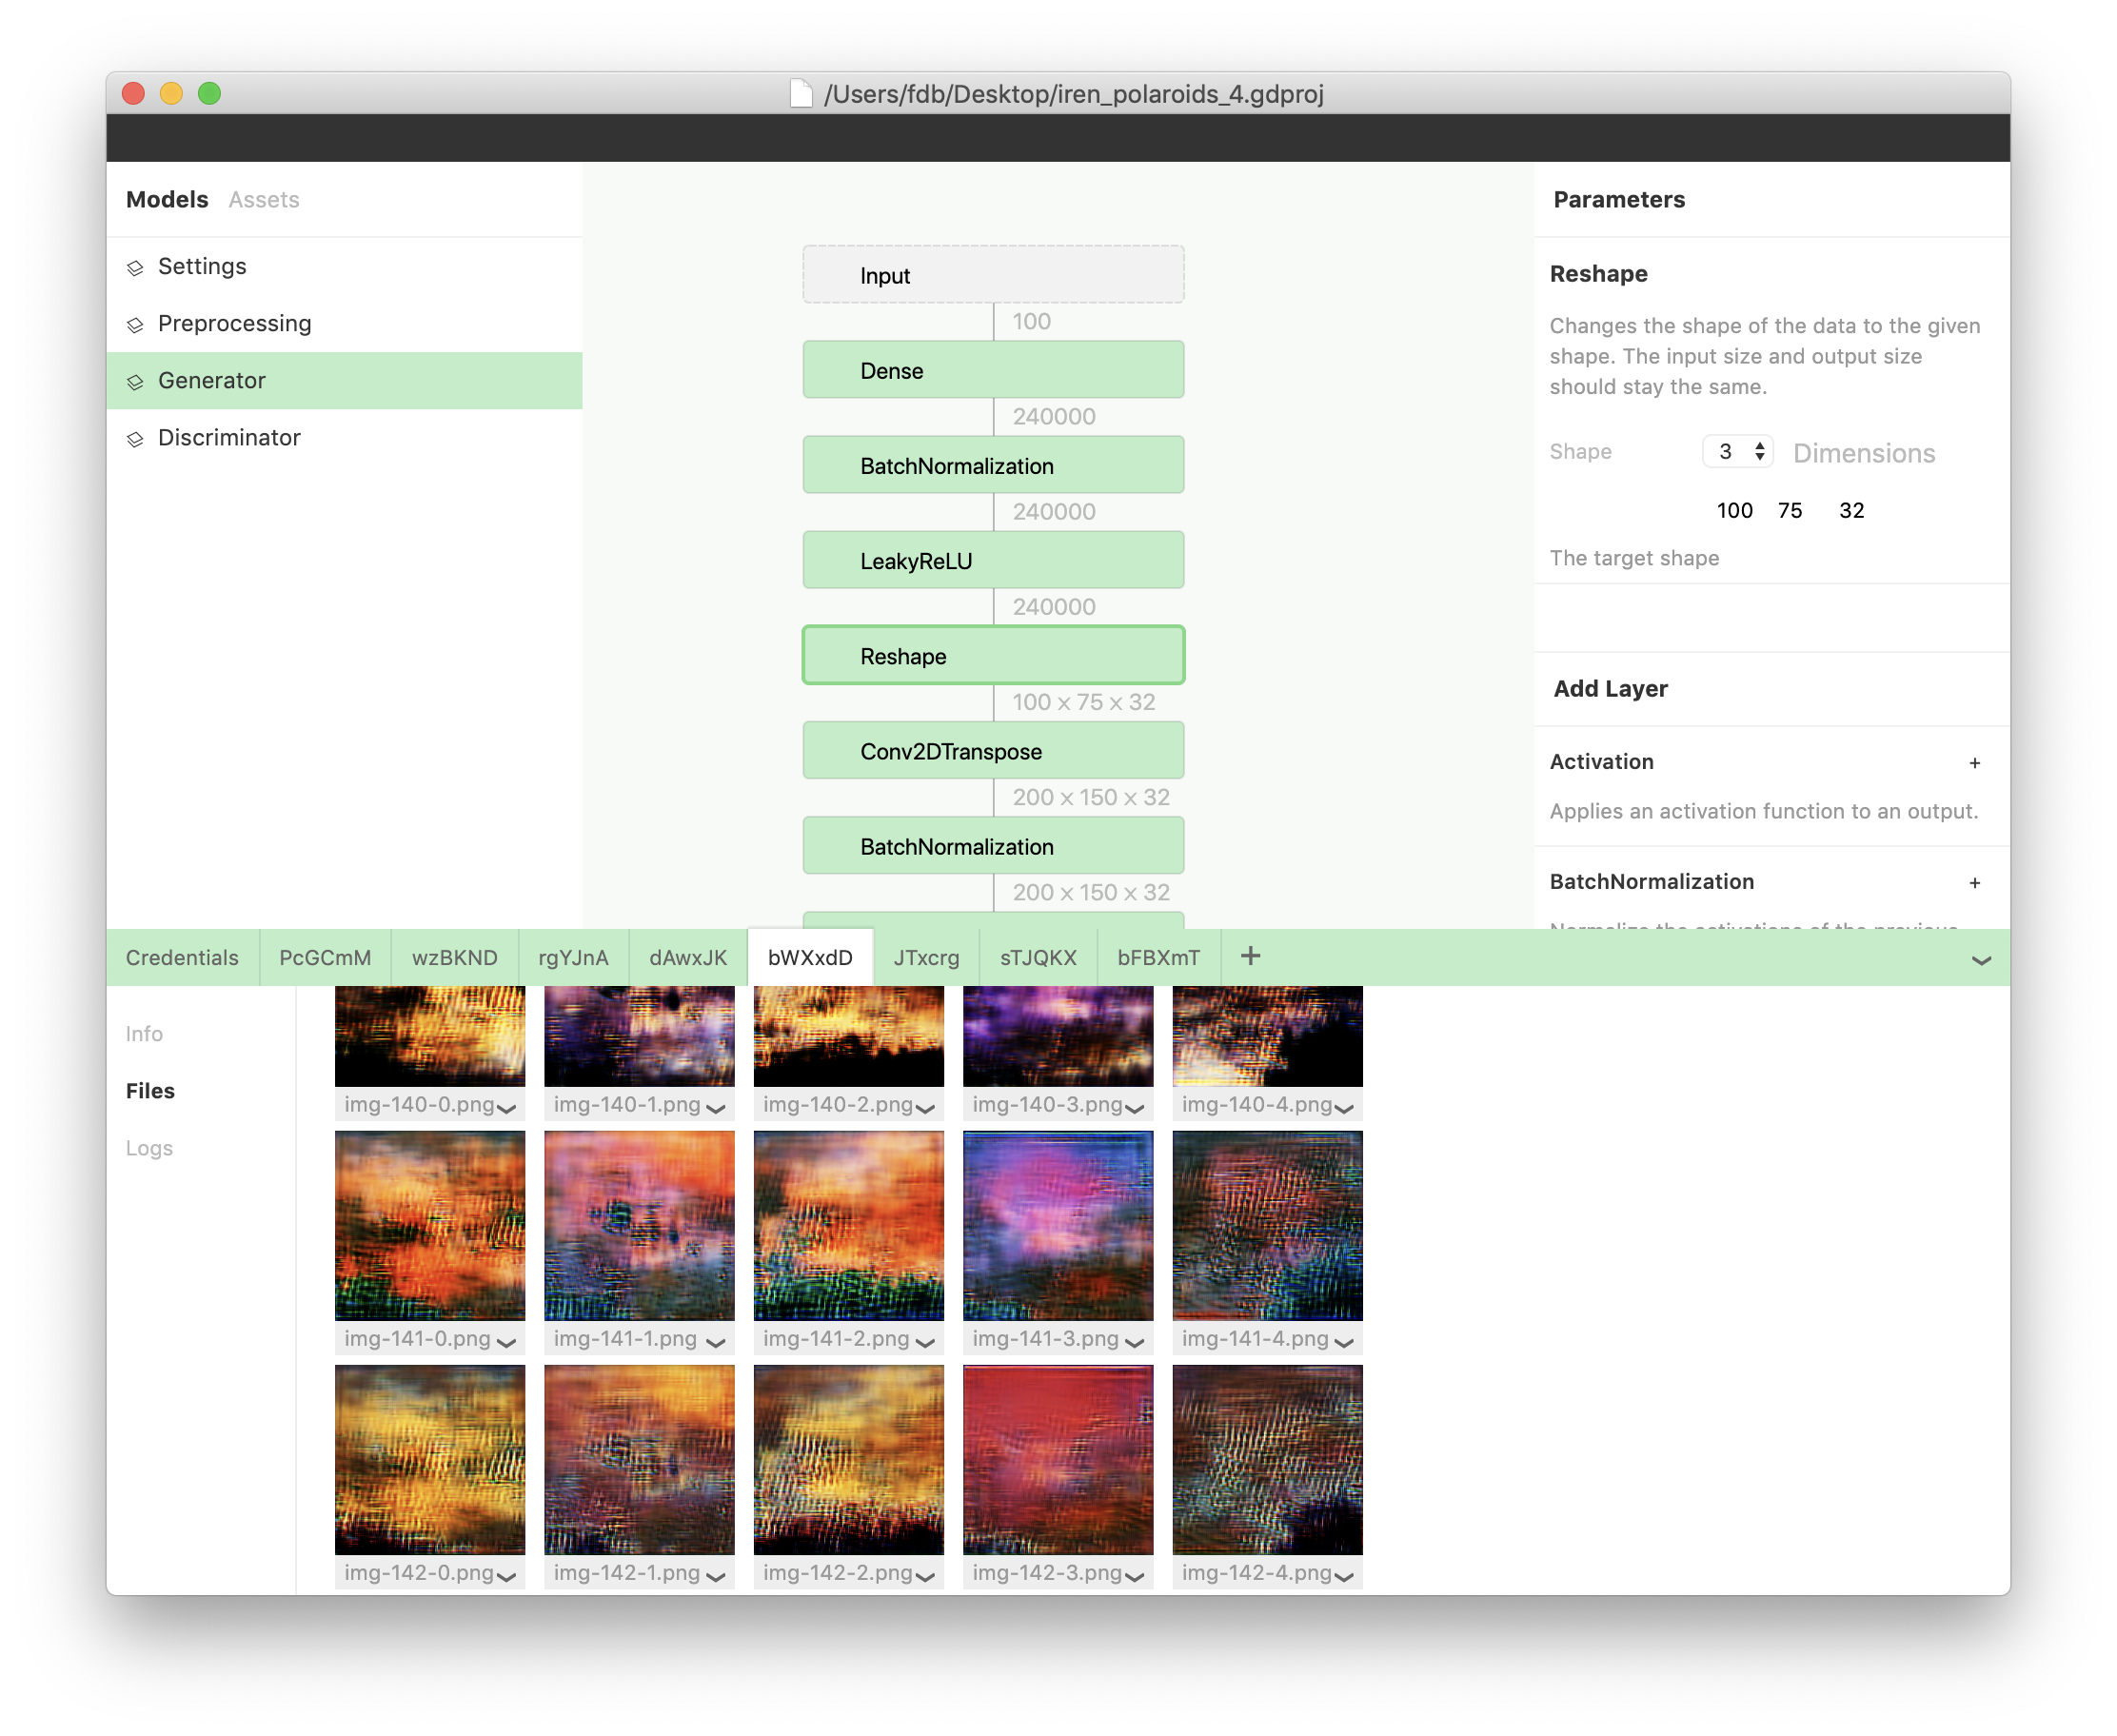 /Users/fdb/Desktop/iren_polaroids_4.gdproj
Models Assets
Settings
Preprocessing
Generator
Discriminator
Input
100
Dense
240000
BatchNormalization
240000
LeakyReLU
240000
Reshape
100 x 75 x 32
Conv2DTranspose
200 x 150 x 32
BatchNormalization
200 x 150 x 32
Parameters
Reshape
Changes the shape of the data to the given
shape. The input size and output size
should stay the same.
Shape 3 Dimensions
100 75 32
The target shape
Add Layer
Activation +
Applies an activation function to an output.
BatchNormalization +
Normalize the activations of the previous
Credentials PcGCmM wzBKND rgYJnA dAwxJK bWXxdD JTxcrg sTJQKX bFBXmT +
Info
Files
Logs
img-140-0.png img-140-1.png img-140-2.png img-140-3.png img-140-4.png
img-141-0.png img-141-1.png img-141-2.png img-141-3.png img-141-4.png
img-142-0.png img-142-1.png img-142-2.png img-142-3.png img-142-4.png